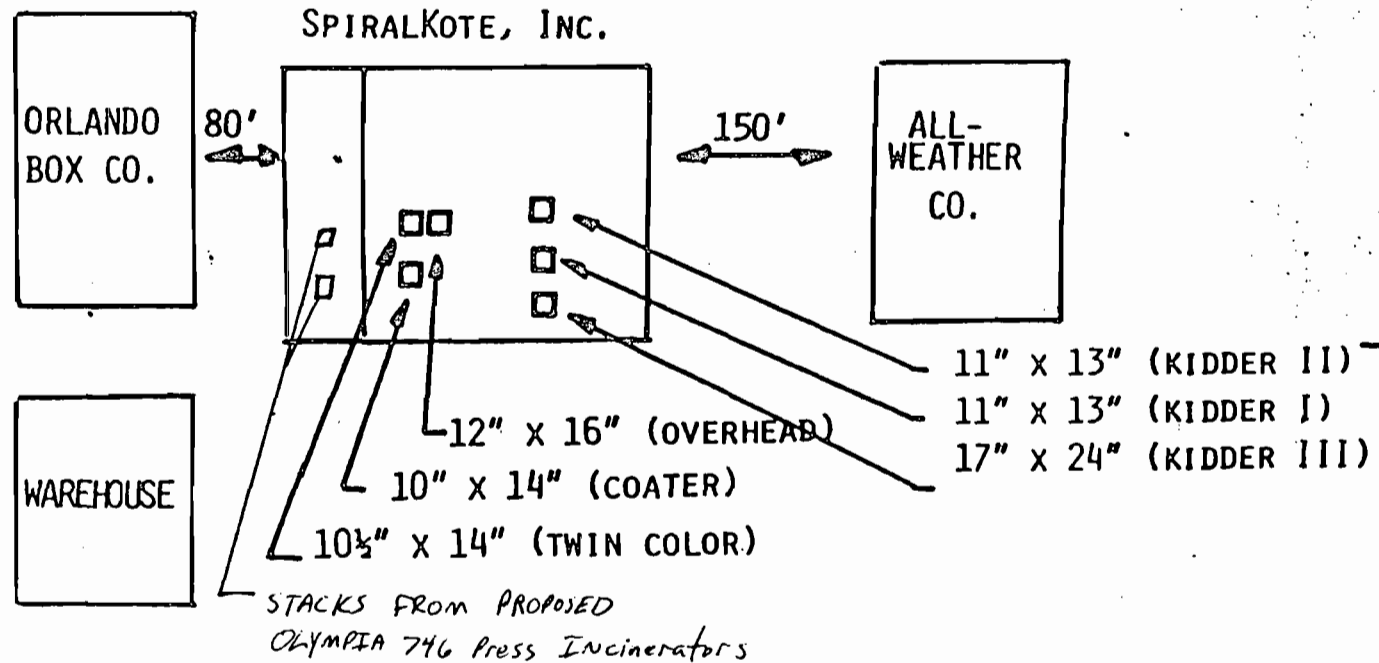 SPIRALKOTE, INC.
ORLANDO
BOX CO.
80'
150'
ALL-
WEATHER
CO.
11" X 13" (KIDDER II)
11" X 13" (KIDDER I)
17" X 24" (KIDDER III)
12" X 16" (OVERHEAD)
10" X 14" (COATER)
10½" X 14" (TWIN COLOR)
WAREHOUSE
STACKS FROM PROPOSED
OLYMPIA 746 Press Incinerators